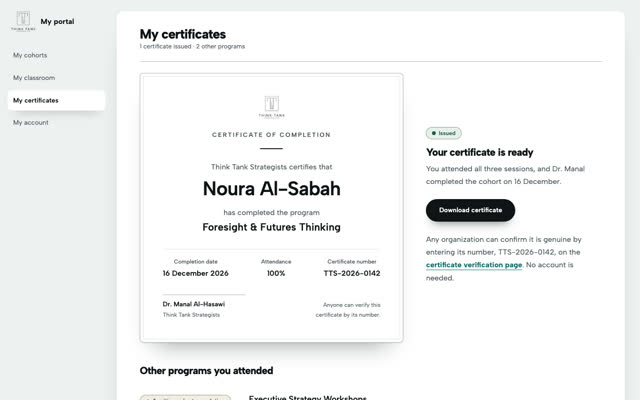 THINK TANK
My portal
My cohorts
My classroom
My certificates
My account
My certificates
1 certificate issued · 2 other programs
THINK TANK
CERTIFICATE OF COMPLETION
Think Tank Strategists certifies that
Noura Al-Sabah
has completed the program
Foresight & Futures Thinking
Completion date
16 December 2026
Attendance
100%
Certificate number
TTS-2026-0142
Dr. Manal Al-Hasawi
Think Tank Strategists
Anyone can verify this
certificate by its number.
Issued
Your certificate is ready
You attended all three sessions, and Dr. Manal
completed the cohort on 16 December.
Download certificate
Any organization can confirm it is genuine by
entering its number, TTS-2026-0142, on the
certificate verification page. No account is
needed.
Other programs you attended
Executive Strategy Workshops